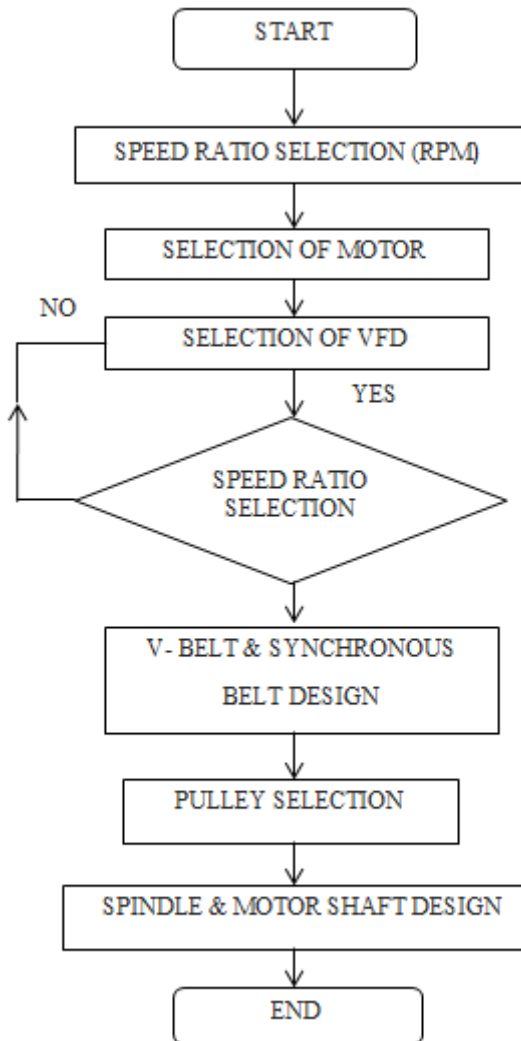 START
SPEED RATIO SELECTION (RPM)
SELECTION OF MOTOR
NO
SELECTION OF VFD
YES
SPEED RATIO
SELECTION
V- BELT & SYNCHRONOUS
BELT DESIGN
PULLEY SELECTION
SPINDLE & MOTOR SHAFT DESIGN
END